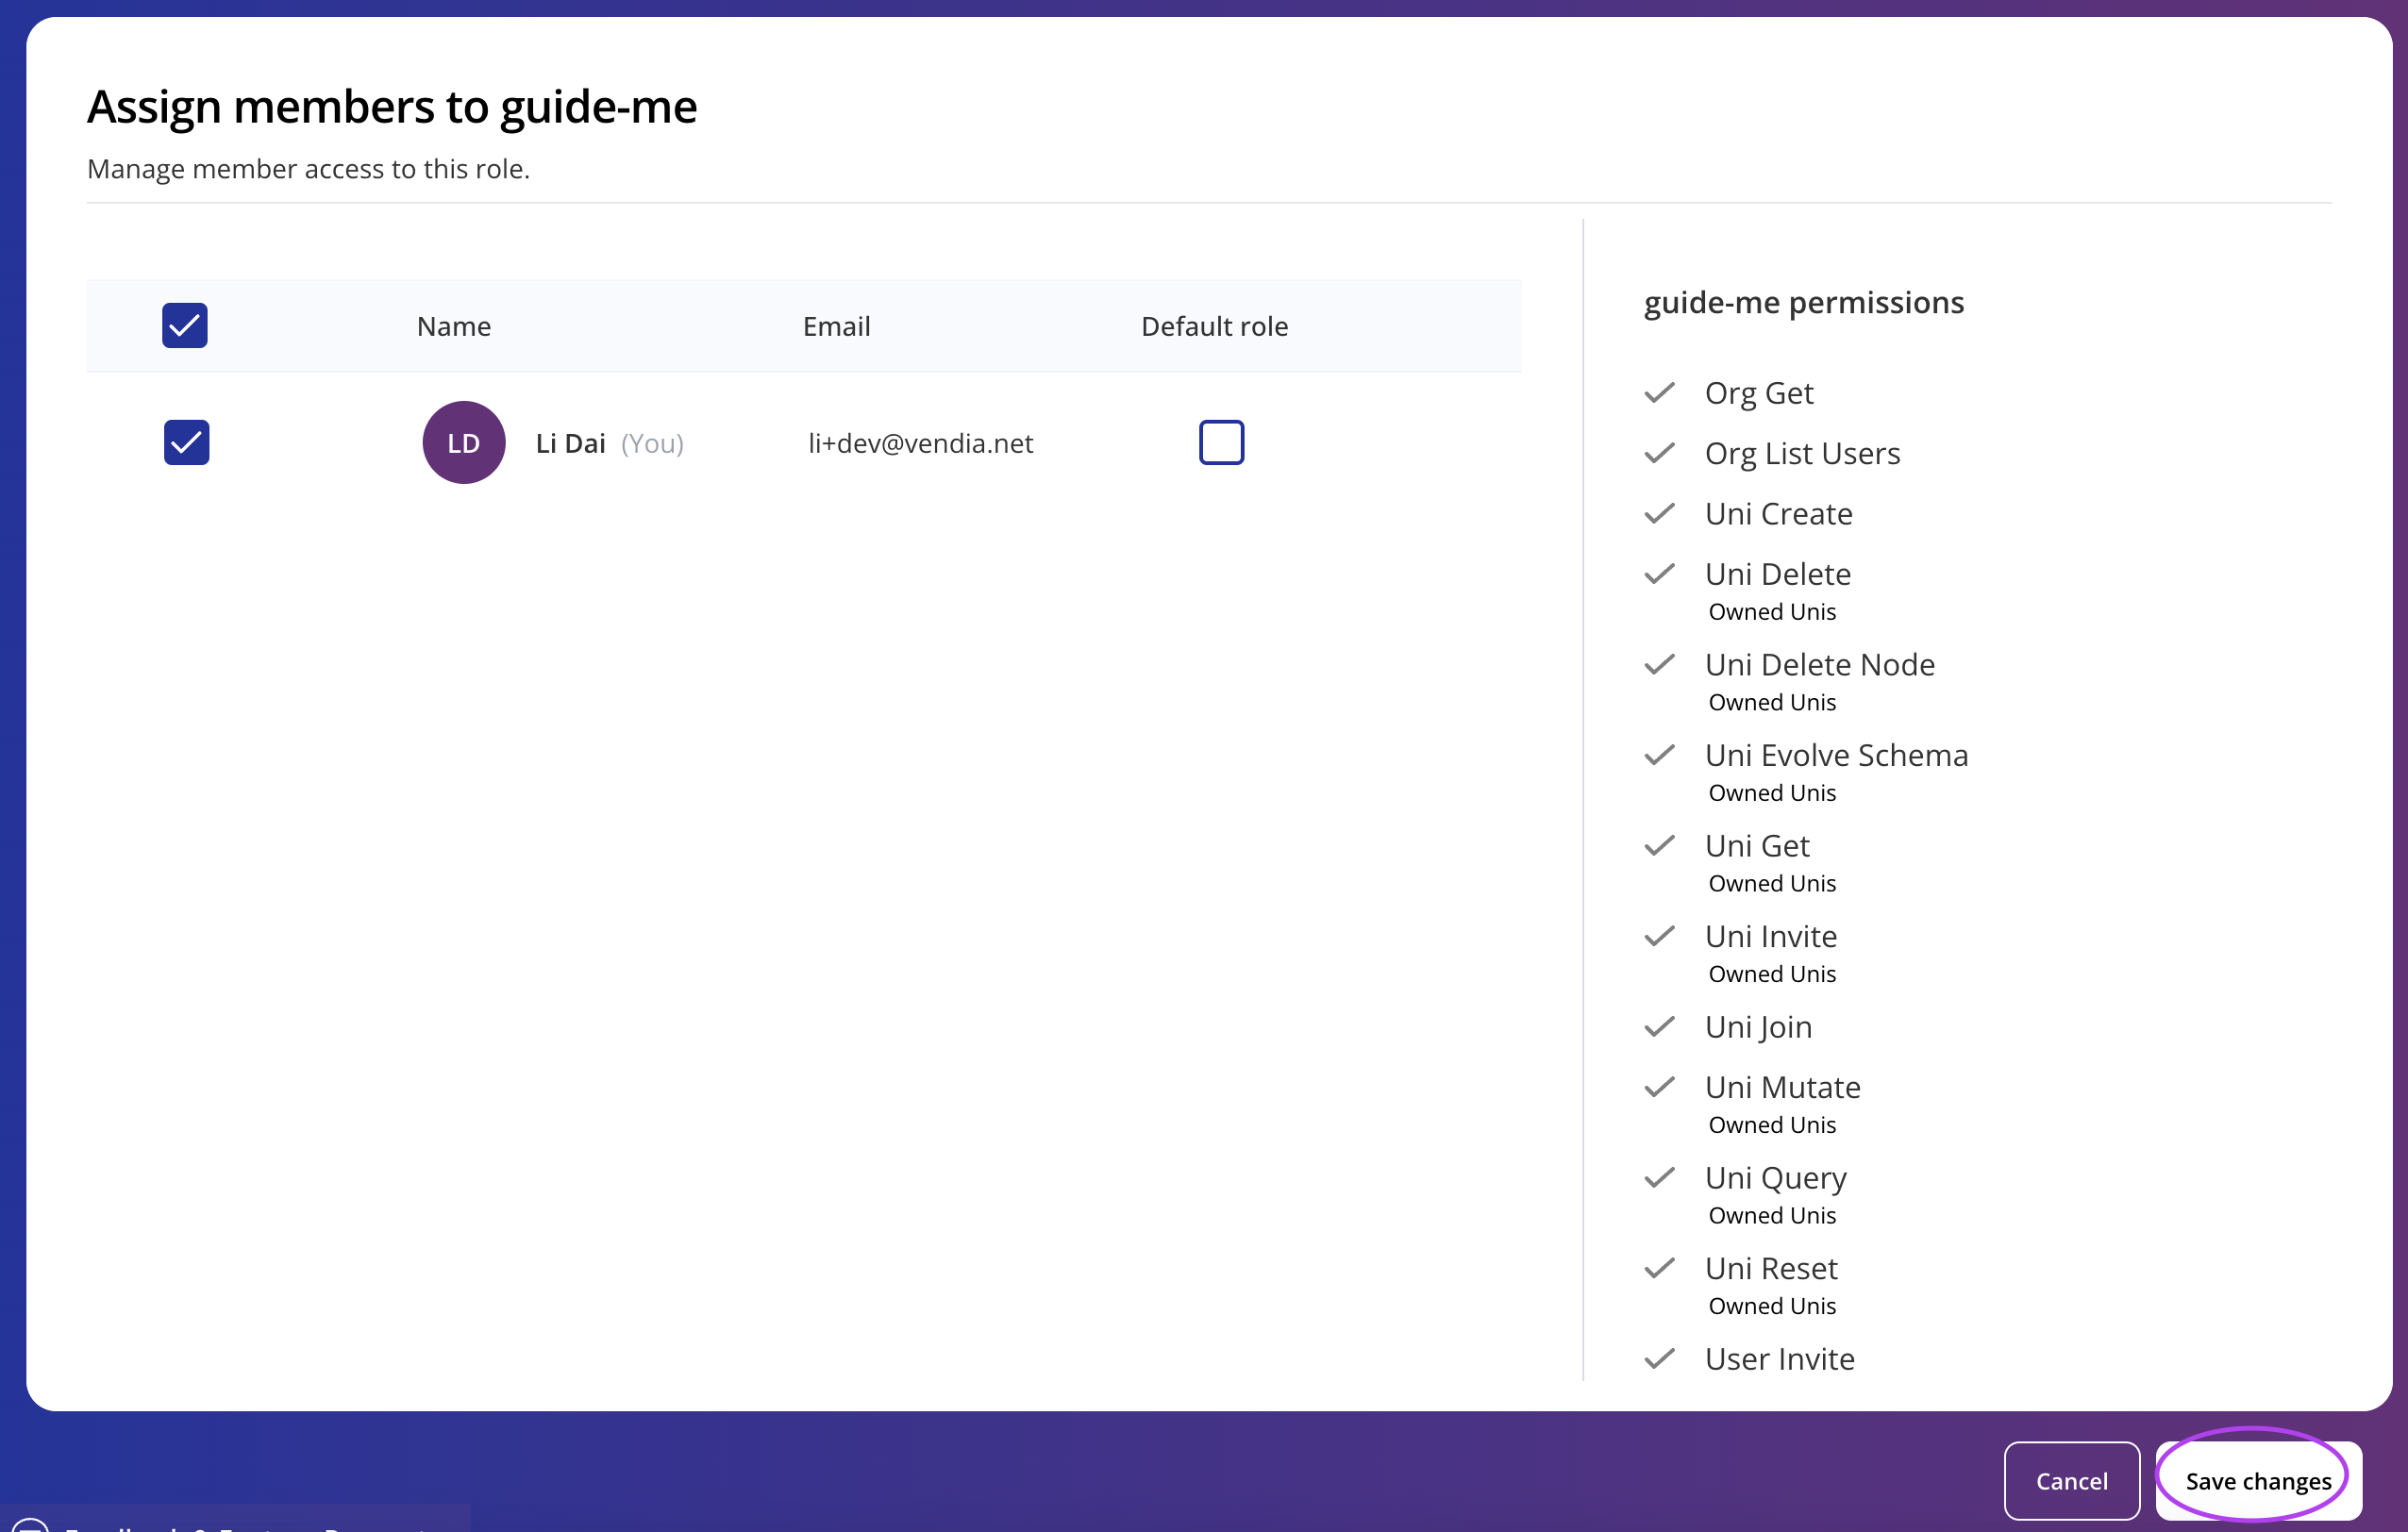 Assign members to guide-me
Manage member access to this role.
Name Email Default role
LD Li Dai (You) li+dev@vendia.net
guide-me permissions
Org Get
Org List Users
Uni Create
Uni Delete
Owned Unis
Uni Delete Node
Owned Unis
Uni Evolve Schema
Owned Unis
Uni Get
Owned Unis
Uni Invite
Owned Unis
Uni Join
Uni Mutate
Owned Unis
Uni Query
Owned Unis
Uni Reset
Owned Unis
User Invite
Cancel Save changes